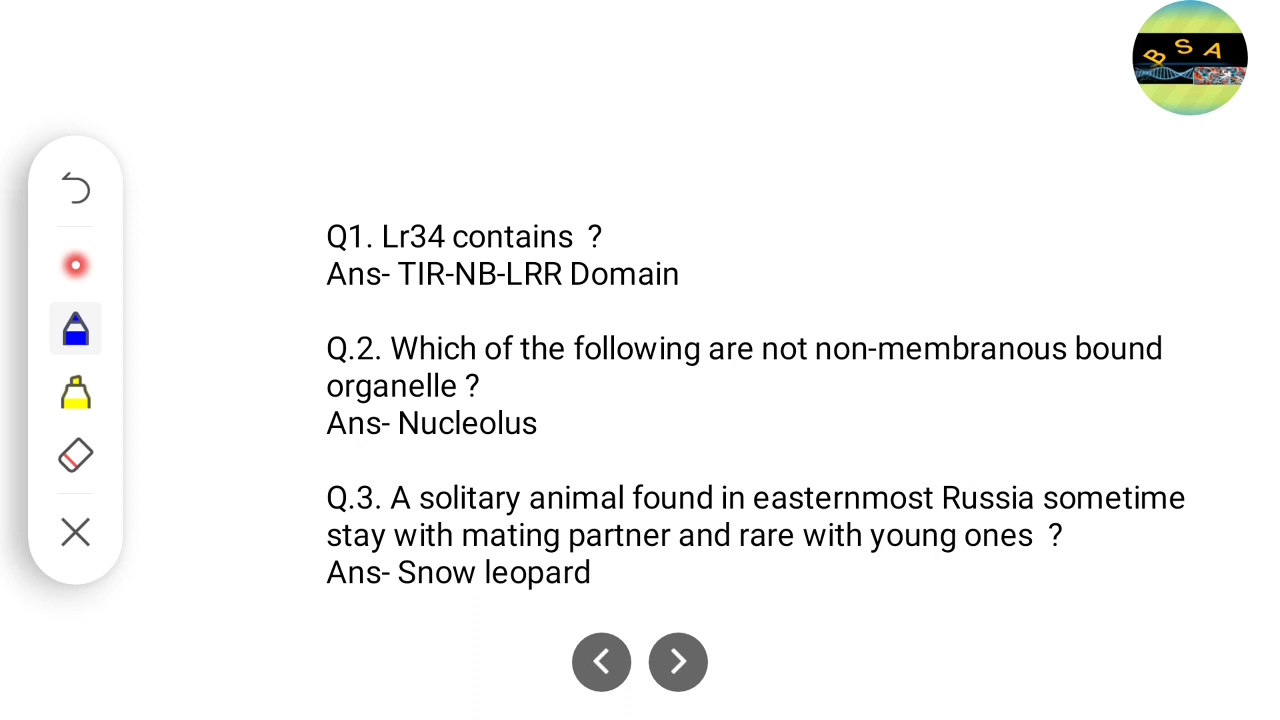 B S A
Q1. Lr34 contains ?
Ans- TIR-NB-LRR Domain
Q.2. Which of the following are not non-membranous bound
organelle ?
Ans- Nucleolus
Q.3. A solitary animal found in easternmost Russia sometime
stay with mating partner and rare with young ones ?
Ans- Snow leopard